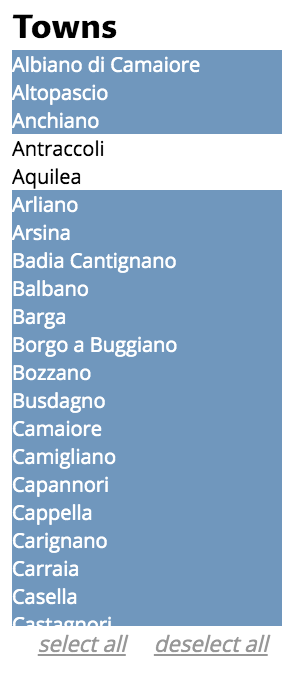 Towns
Albiano di Camaiore
Altopascio
Anchiano
Antraccoli
Aquilea
Arliano
Arsina
Badia Cantignano
Balbano
Barga
Borgo a Buggiano
Bozzano
Busdagno
Camaiore
Camigliano
Capannori
Cappella
Carignano
Carraia
Casella
Castagnori
select all deselect all